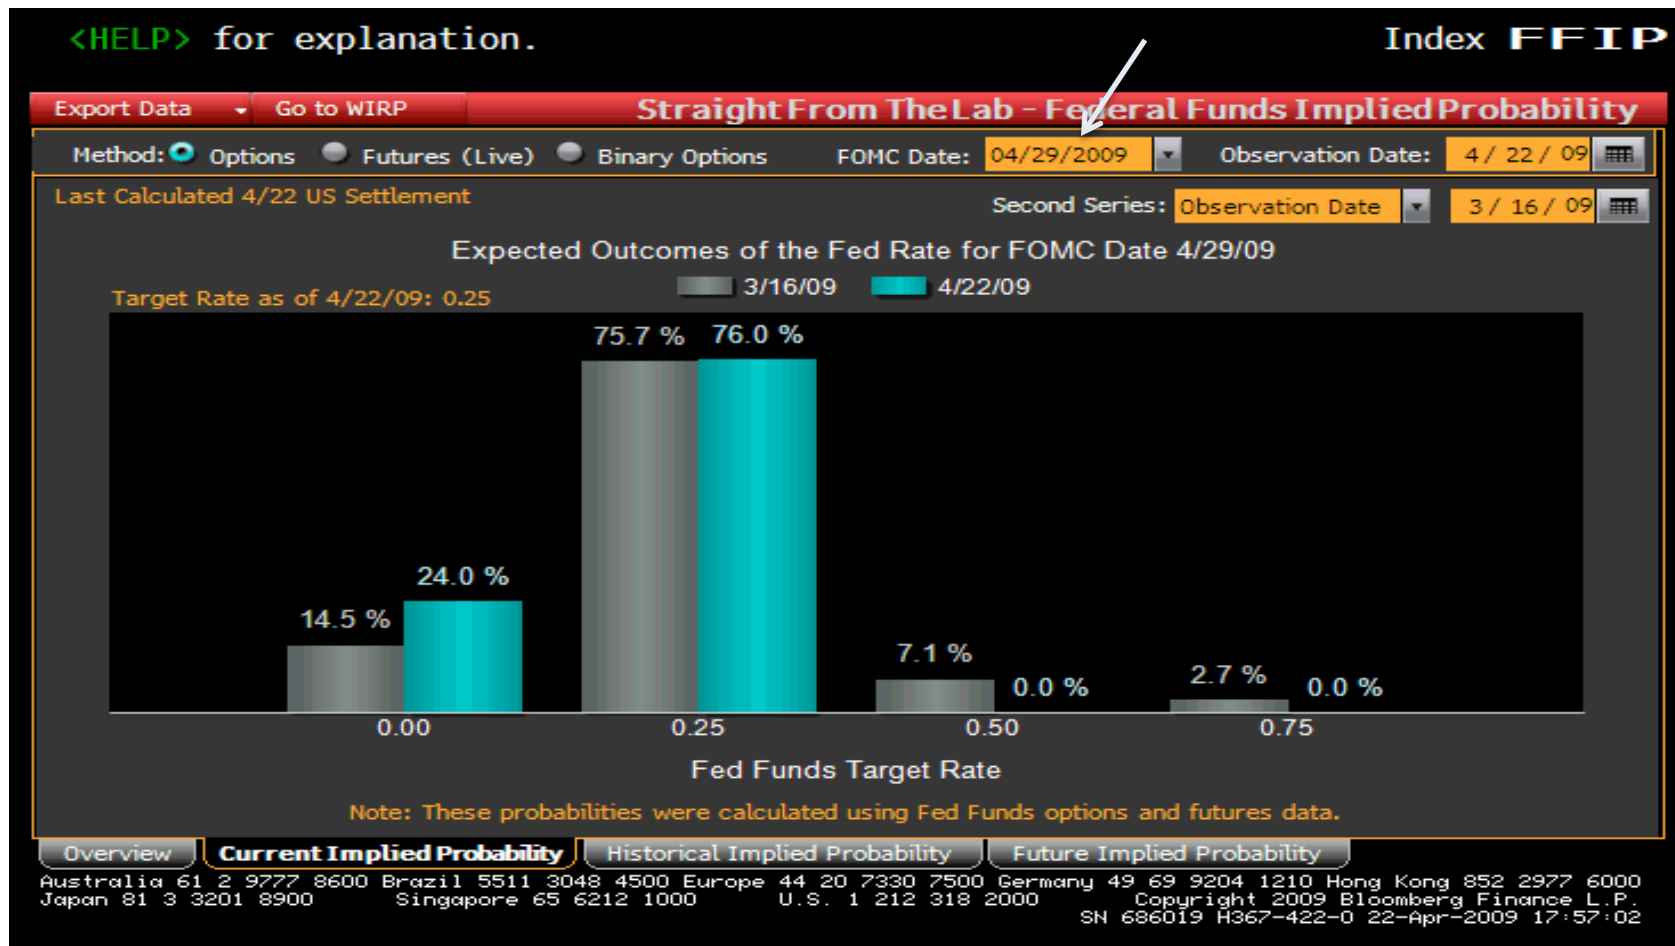 <HELP> for explanation. Index FFIP
Export Data Go to WIRP Straight From The Lab - Federal Funds Implied Probability
Method: Options Futures (Live) Binary Options FOMC Date: 04/29/2009 Observation Date: 4/ 22/ 09
Last Calculated 4/22 US Settlement
Second Series: Observation Date 3/ 16/ 09
Expected Outcomes of the Fed Rate for FOMC Date 4/29/09
3/16/09 4/22/09
Target Rate as of 4/22/09: 0.25
75.7 % 76.0 %
24.0 %
14.5 %
7.1 %
2.7 %
0.0 % 0.0 %
0.00 0.25 0.50 0.75
Fed Funds Target Rate
Note: These probabilities were calculated using Fed Funds options and futures data.
Overview Current Implied Probability Historical Implied Probability Future Implied Probability
Australia 61 2 9777 8600 Brazil 5511 3048 4500 Europe 44 20 7330 7500 Germany 49 69 9204 1210 Hong Kong 852 2977 6000
Japan 81 3 3201 8900 Singapore 65 6212 1000 U.S. 1 212 318 2000 Copyright 2009 Bloomberg Finance L.P.
SN 686019 H367-422-0 22-Apr-2009 17:57:02